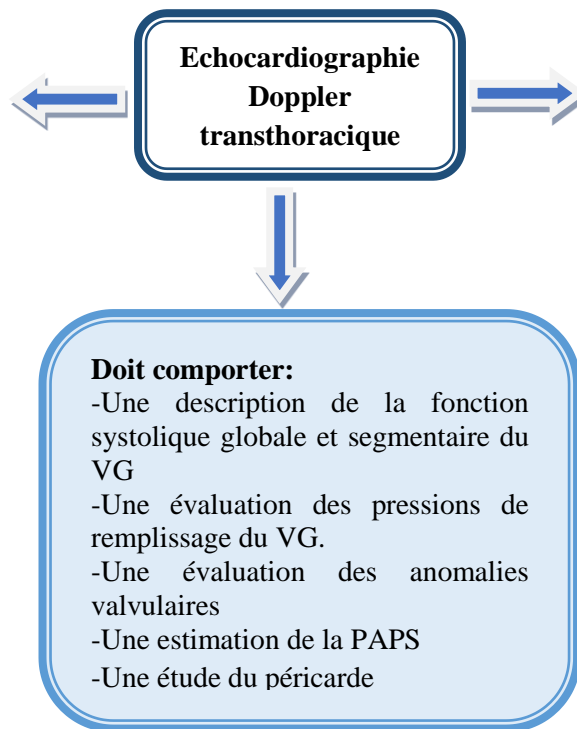 Echocardiographie
Doppler
transthoracique
Doit comporter:
-Une description de la fonction
systolique globale et segmentaire du
VG
-Une évaluation des pressions de
remplissage du VG.
-Une évaluation des anomalies
valvulaires
-Une estimation de la PAPS
-Une étude du péricarde